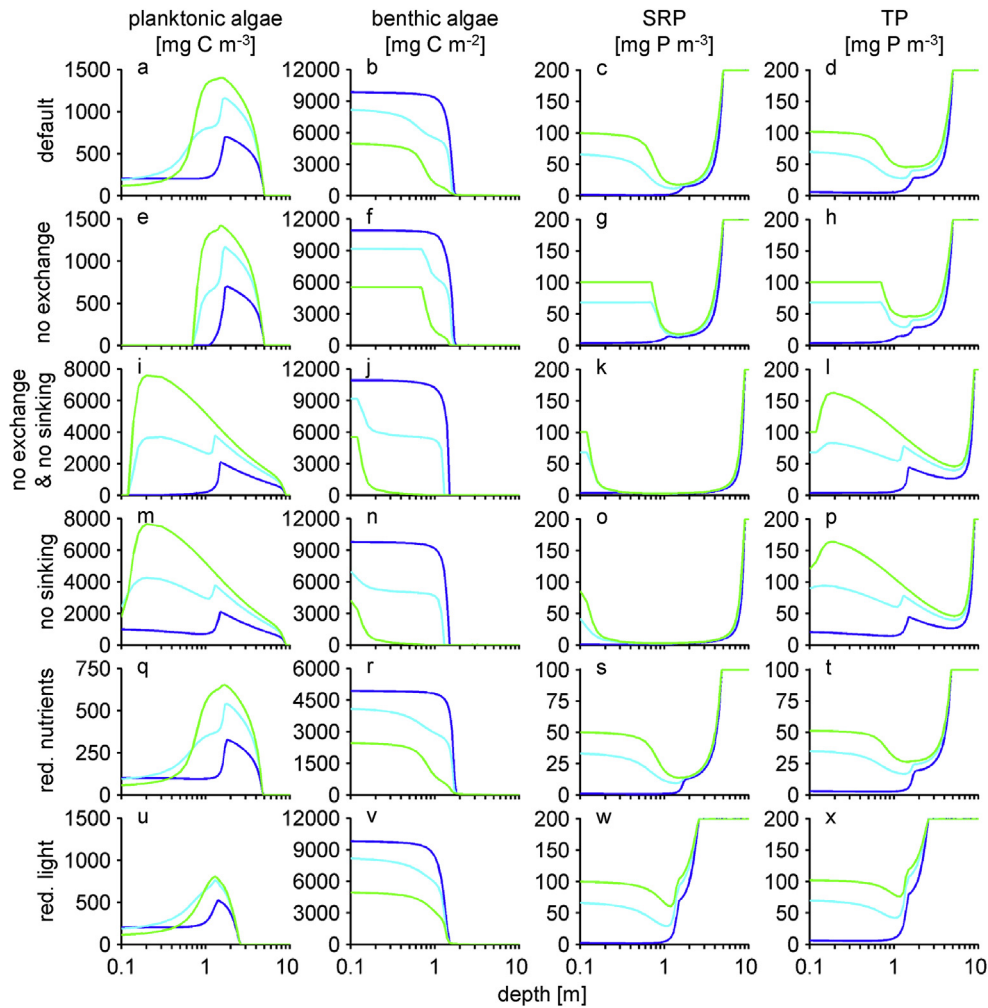 planktonic algae benthic algae SRP TP
[mg C m-3] [mg C m-2] [mg P m-3] [mg P m-3]
default
a b c d
1500 12000 200 200
1000 9000 150 150
6000 100 100
500 3000 50 50
0 0 0 0
no exchange
e f g h
1500 12000 200 200
1000 9000 150 150
6000 100 100
500 3000 50 50
0 0 0 0
no exchange
& no sinking
i j k l
8000 12000 200 200
6000 9000 150 150
4000 6000 100 100
2000 3000 50 50
0 0 0 0
no sinking
m n o p
8000 12000 200 200
6000 9000 150 150
4000 6000 100 100
2000 3000 50 50
0 0 0 0
red. nutrients
q r s t
750 6000 100 100
500 4500 75 75
3000 50 50
250 1500 25 25
0 0 0 0
red. light
u v w x
1500 12000 200 200
1000 9000 150 150
6000 100 100
500 3000 50 50
0 0 0 0
0.1 1 10 0.1 1 10 0.1 1 10 0.1 1 10
depth [m]